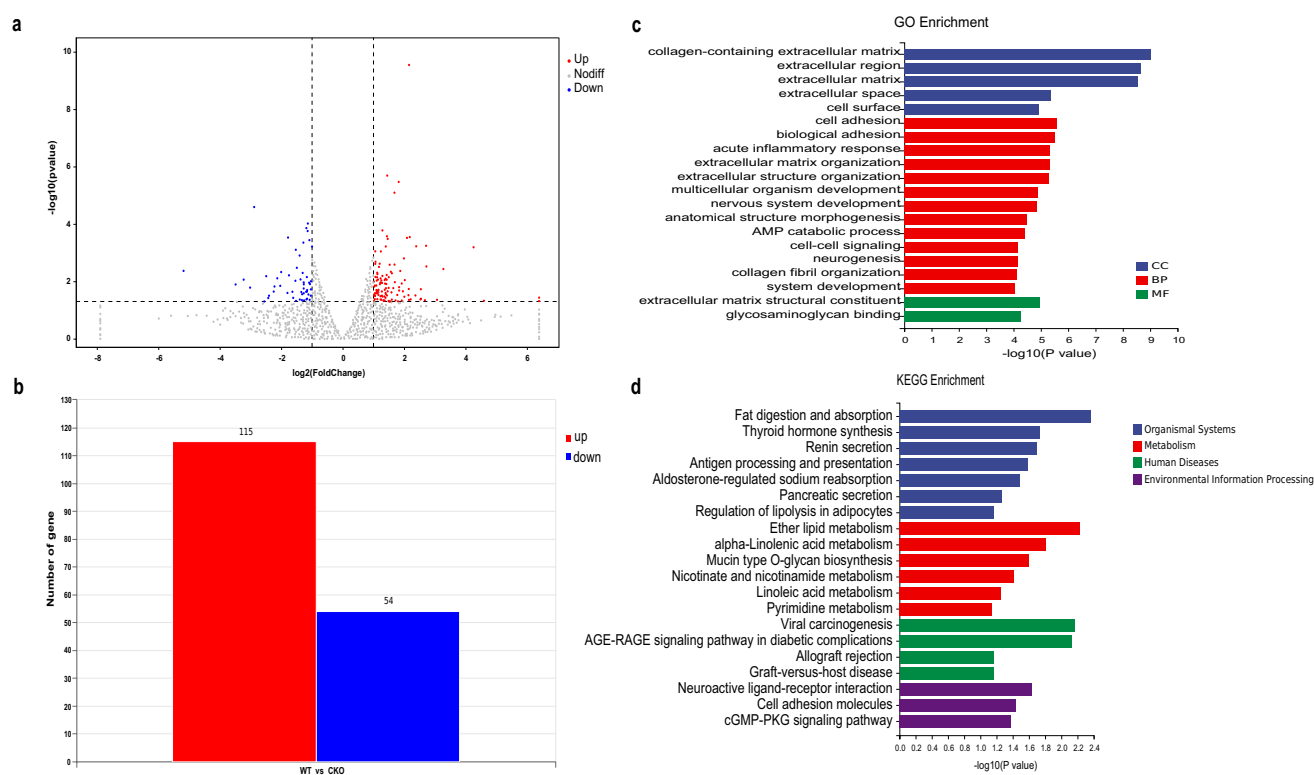 a
10
8
6
4
2
0
-log10(pvalue)
-8
-6
-4
-2
0
2
4
6
log2(FoldChange)
Up
Nodiff
Down
b
130
120
110
100
90
80
70
60
50
40
30
20
10
0
Number of gene
115
54
WT vs CKO
up
down
c
GO Enrichment
collagen-containing extracellular matrix
extracellular region
extracellular matrix
extracellular space
cell surface
cell adhesion
biological adhesion
acute inflammatory response
extracellular matrix organization
extracellular structure organization
multicellular organism development
nervous system development
anatomical structure morphogenesis
AMP catabolic process
cell-cell signaling
neurogenesis
collagen fibril organization
system development
extracellular matrix structural constituent
glycosaminoglycan binding
CC
BP
MF
0 1 2 3 4 5 6 7 8 9 10
-log10(P value)
d
KEGG Enrichment
Fat digestion and absorption
Thyroid hormone synthesis
Renin secretion
Antigen processing and presentation
Aldosterone-regulated sodium reabsorption
Pancreatic secretion
Regulation of lipolysis in adipocytes
Ether lipid metabolism
alpha-Linolenic acid metabolism
Mucin type O-glycan biosynthesis
Nicotinate and nicotinamide metabolism
Linoleic acid metabolism
Pyrimidine metabolism
Viral carcinogenesis
AGE-RAGE signaling pathway in diabetic complications
Allograft rejection
Graft-versus-host disease
Neuroactive ligand-receptor interaction
Cell adhesion molecules
cGMP-PKG signaling pathway
Organismal Systems
Metabolism
Human Diseases
Environmental Information Processing
0.0 0.2 0.4 0.6 0.8 1.0 1.2 1.4 1.6 1.8 2.0 2.2 2.4
-log10(P value)